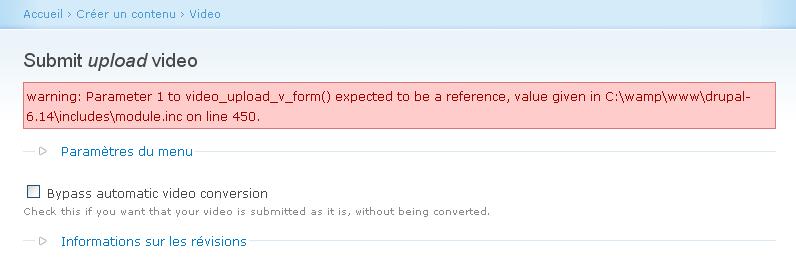 Accueil › Créer un contenu › Video
Submit upload video
warning: Parameter 1 to video_upload_v_form() expected to be a reference, value given in C:\wamp\www\drupal-
6.14\includes\module.inc on line 450.
Paramètres du menu
Bypass automatic video conversion
Check this if you want that your video is submitted as it is, without being converted.
Informations sur les révisions